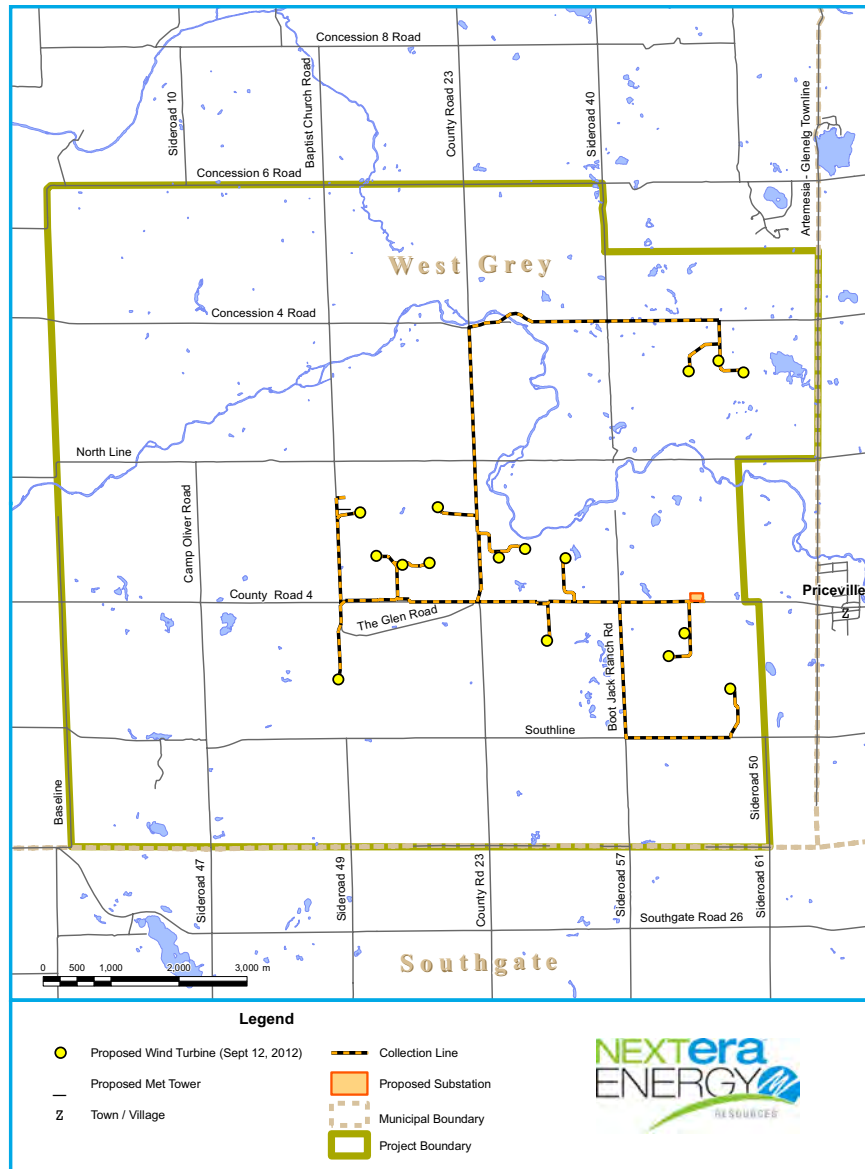 Concession 8 Road
Sideroad 10
Baptist Church Road
County Road 23
Sideroad 40
Artemesia - Glenelg Townline
Concession 6 Road
West Grey
Concession 4 Road
North Line
Camp Oliver Road
County Road 4
The Glen Road
Boot Jack Ranch Rd
Priceville
Z
Southline
Baseline
Sideroad 50
Sideroad 47
Sideroad 49
County Rd 23
Sideroad 57
Sideroad 61
Southgate Road 26
Southgate
0 500 1,000 2,000 3,000 m
Legend
Proposed Wind Turbine (Sept 12, 2012)
Proposed Met Tower
Z Town / Village
Collection Line
Proposed Substation
Municipal Boundary
Project Boundary
NEXTera
ENERGY
RESOURCES